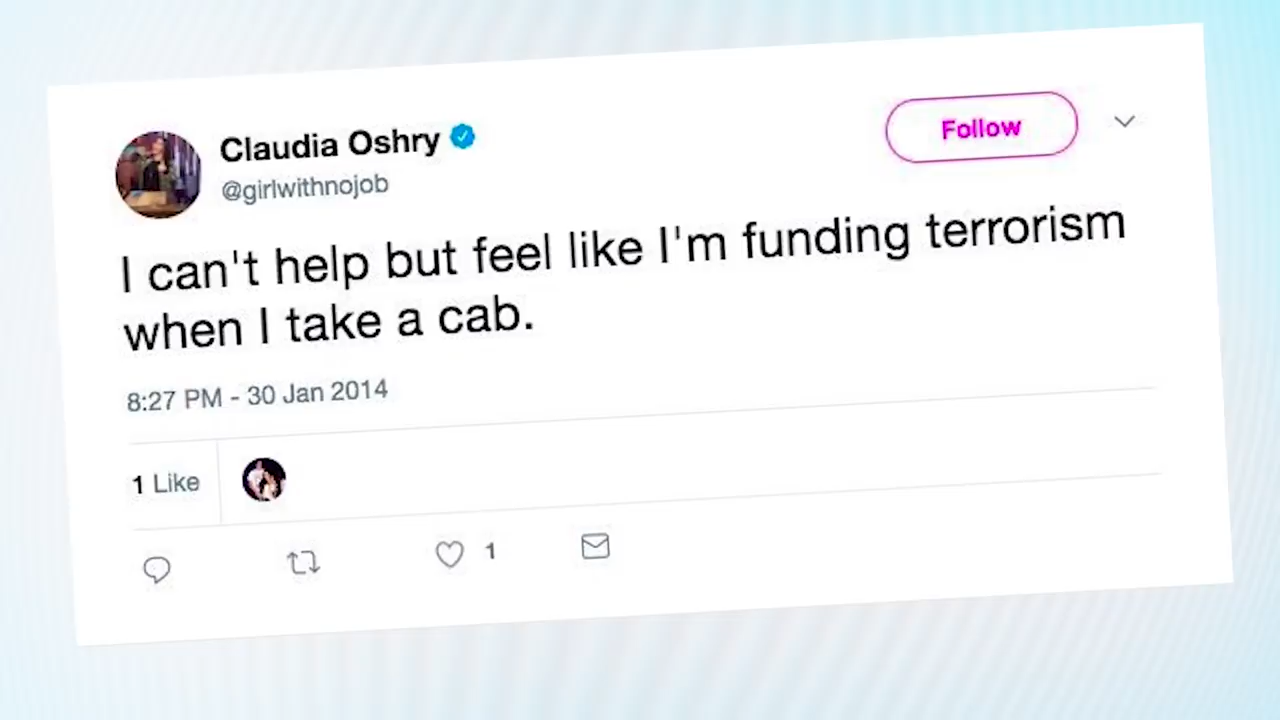 Claudia Oshry
@girlwithnojob
Follow
I can't help but feel like I'm funding terrorism
when I take a cab.
8:27 PM - 30 Jan 2014
1 Like
1